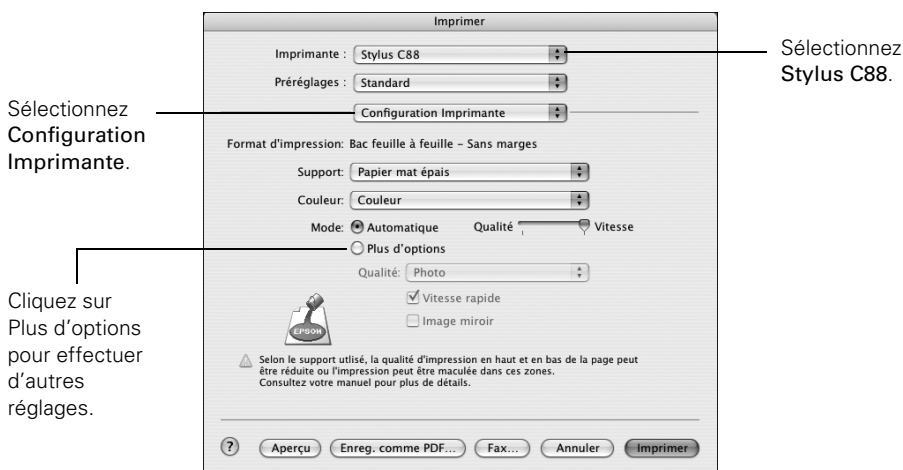 Imprimer
Imprimante : Stylus C88
Sélectionnez
Stylus C88.
Préréglages : Standard
Sélectionnez
Configuration
Imprimante.
Configuration Imprimante
Format d'impression: Bac feuille à feuille – Sans marges
Support: Papier mat épais
Couleur: Couleur
Mode: Automatique Qualité Vitesse
Plus d'options
Qualité: Photo
Vitesse rapide
Image miroir
Cliquez sur
Plus d'options
pour effectuer
d'autres
réglages.
EPSON
Selon le support utlisé, la qualité d'impression en haut et en bas de la page peut
être réduite ou l'impression peut être maculée dans ces zones.
Consultez votre manuel pour plus de détails.
? Aperçu Enreg. comme PDF... Fax... Annuler Imprimer